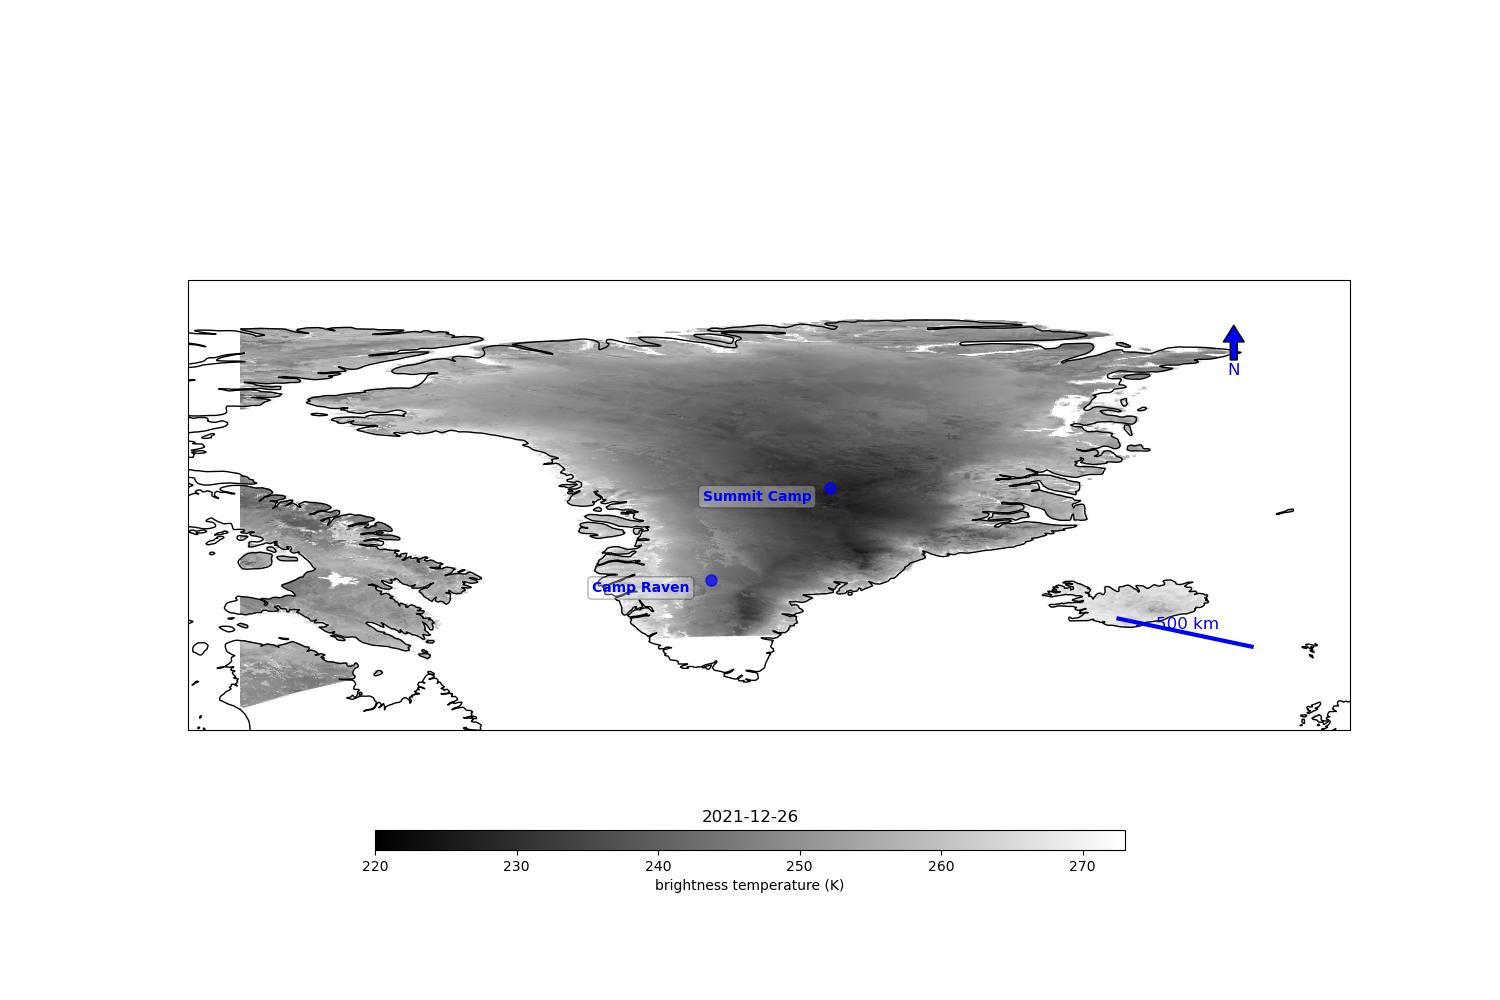 N
Summit Camp
Camp Raven
500 km
2021-12-26
220 230 240 250 260 270
brightness temperature (K)